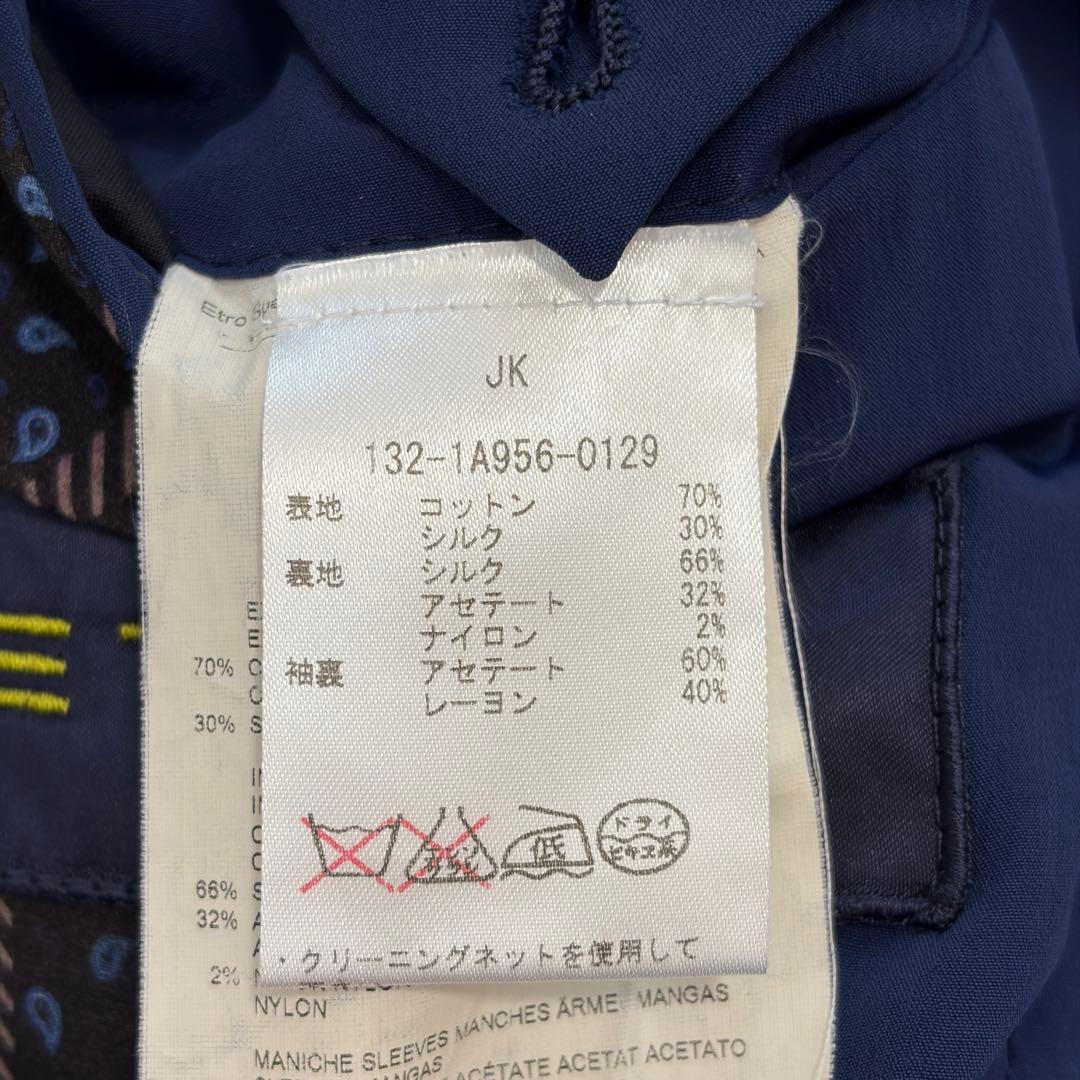 Etro
JK
132-1A956-0129
表地 コットン 70%
シルク 30%
裏地 シルク 66%
アセテート 32%
ナイロン 2%
袖裏 アセテート 60%
レーヨン 40%
低
ドライ
・クリーニングネットを使用して
70% C
30% S
66% S
32% A
2% N
NYLON
MANICHE SLEEVES MANCHES ÄRME MANGAS
MANGAS
ACÉTATE ACETAT ACETATO